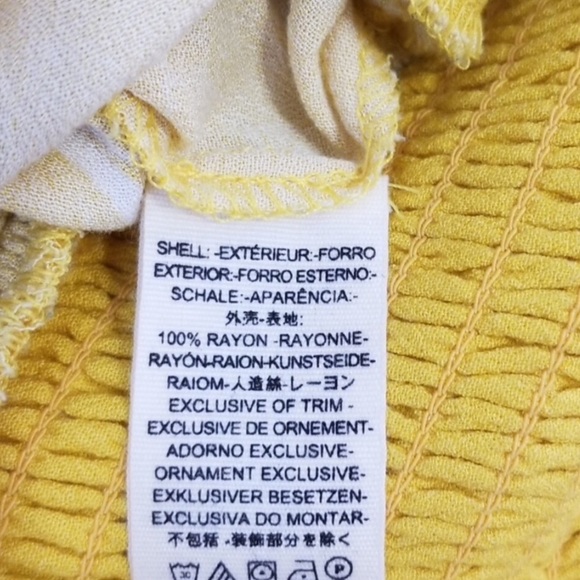 SHELL: -EXTÉRIEUR:-FORRO
EXTERIOR:-FORRO ESTERNO:-
SCHALE:-APARÊNCIA:-
外壳-表地:
100% RAYON -RAYONNE-
RAYÓN-RAION-KUNSTSEIDE-
RAIOM-人造絲-レーヨン
EXCLUSIVE OF TRIM -
EXCLUSIVE DE ORNEMENT-
ADORNO EXCLUSIVE-
ORNAMENT EXCLUSIVE-
EXKLUSIVER BESETZEN-
EXCLUSIVA DO MONTAR-
不包括 -装飾部分を除く